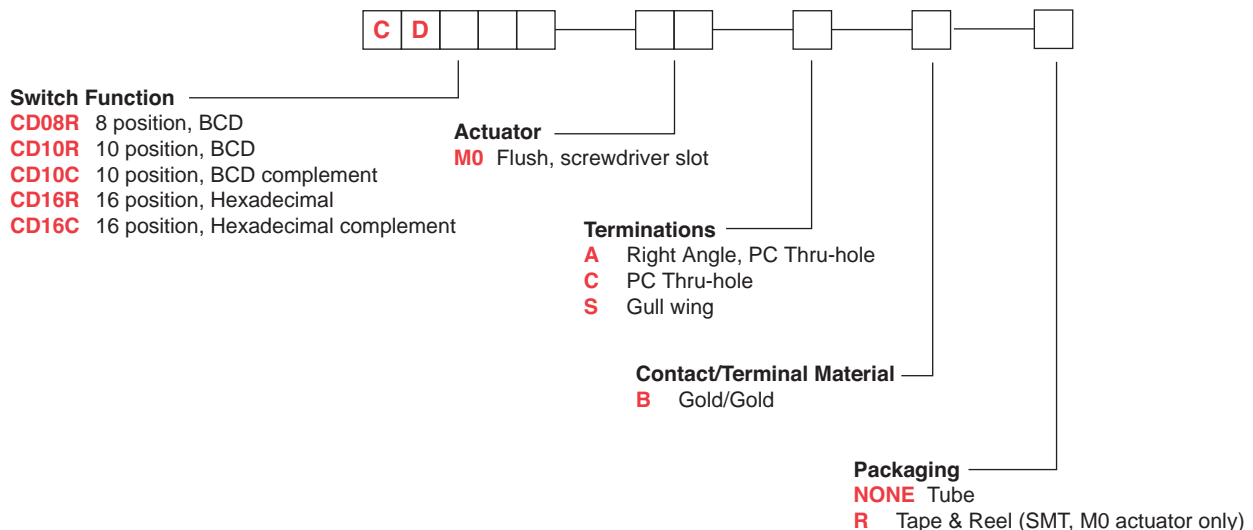 C D
Switch Function
CD08R 8 position, BCD
CD10R 10 position, BCD
CD10C 10 position, BCD complement
CD16R 16 position, Hexadecimal
CD16C 16 position, Hexadecimal complement
Actuator
M0 Flush, screwdriver slot
Terminations
A Right Angle, PC Thru-hole
C PC Thru-hole
S Gull wing
Contact/Terminal Material
B Gold/Gold
Packaging
NONE Tube
R Tape & Reel (SMT, M0 actuator only)